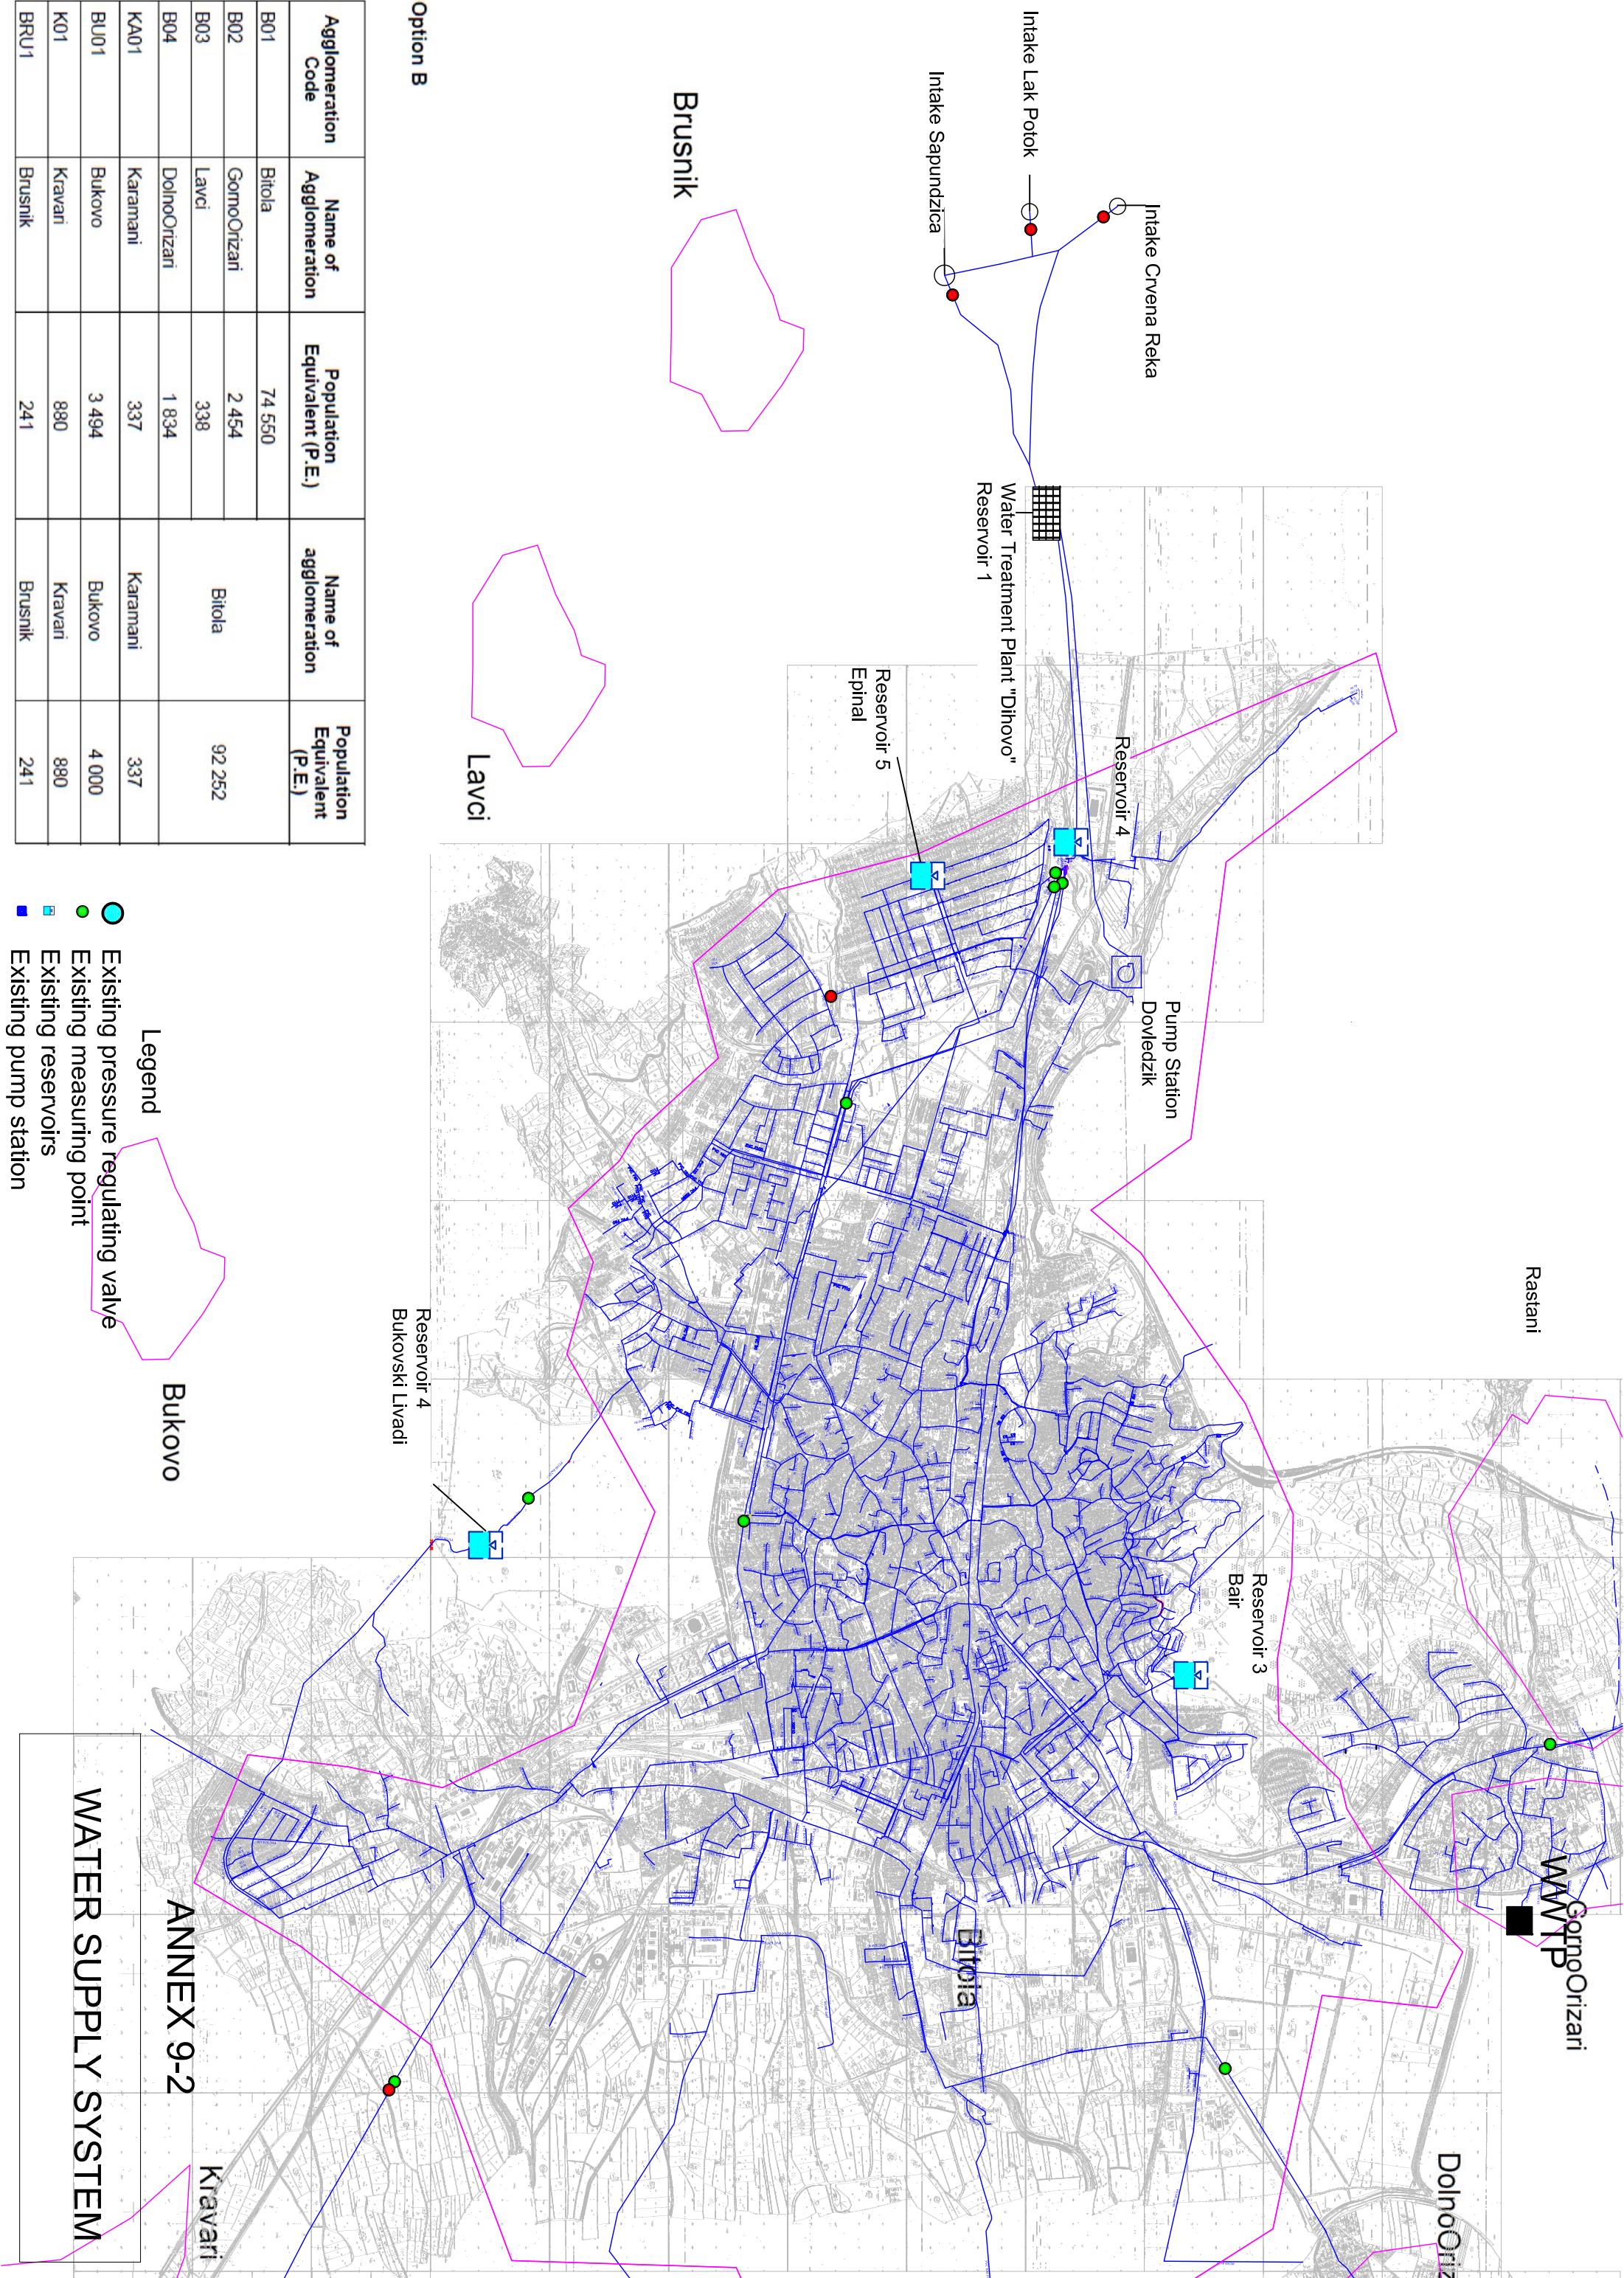 Intake Crvena Reka
Intake Lak Potok
Intake Sapundzica
Brusnik
Water Treatment Plant "Dihovo"
Reservoir 1
Reservoir 4
Reservoir 5
Epinal
Lavci
Pump Station
Dovledzik
Rastani
Reservoir 4
Bukovski Livadi
Bukovo
Reservoir 3
Bair
WWTP
GornoOrizari
Bitola
DolnoOriz
Kravari
Option B
Agglomeration Code
Name of Agglomeration
Population Equivalent (P.E.)
Name of agglomeration
Population Equivalent (P.E.)
B01 Bitola 74 550
B02 GornoOrizari 2 454
B03 Lavci 338
B04 DolnoOrizari 1 834
Bitola 92 252
KA01 Karamani 337 Karamani 337
BU01 Bukovo 3 494 Bukovo 4 000
K01 Kravari 880 Kravari 880
BRU1 Brusnik 241 Brusnik 241
Legend
Existing pressure regulating valve
Existing measuring point
Existing reservoirs
Existing pump station
ANNEX 9-2
WATER SUPPLY SYSTEM